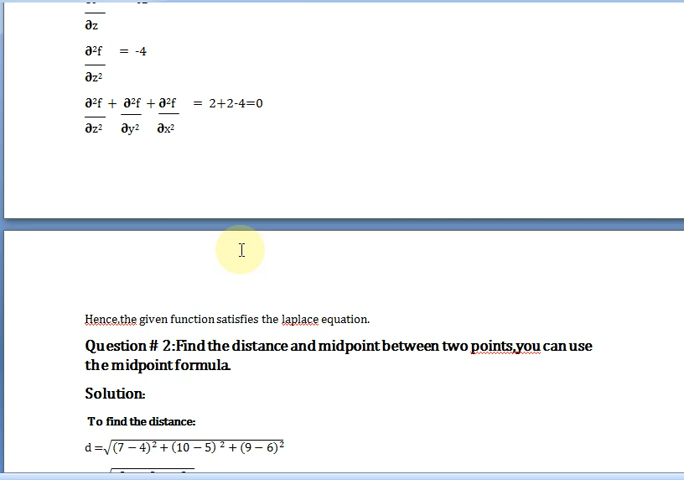 ∂z
∂²f = -4
∂z²
∂²f + ∂²f + ∂²f = 2+2-4=0
∂z² ∂y² ∂x²
Hence,the given function satisfies the laplace equation.
Question # 2:Find the distance and midpoint between two points,you can use
the midpoint formula.
Solution:
To find the distance:
d = √(7 − 4)² + (10 − 5) ² + (9 − 6)²